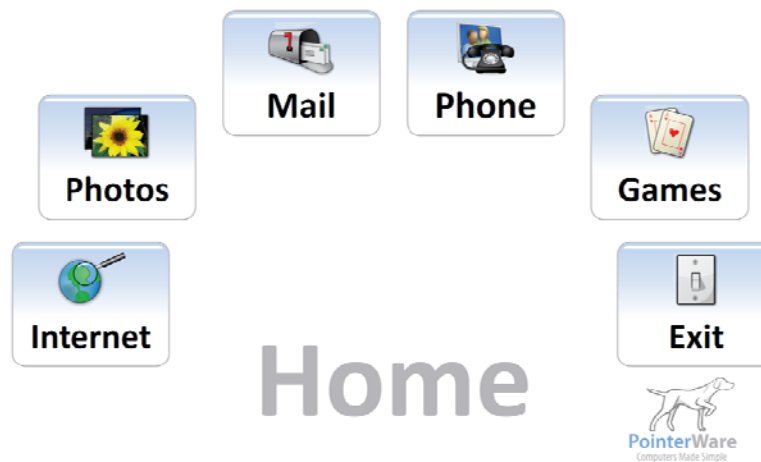 Mail
Phone
Photos
Games
Internet
Exit
Home
PointerWare
Computers Made Simple